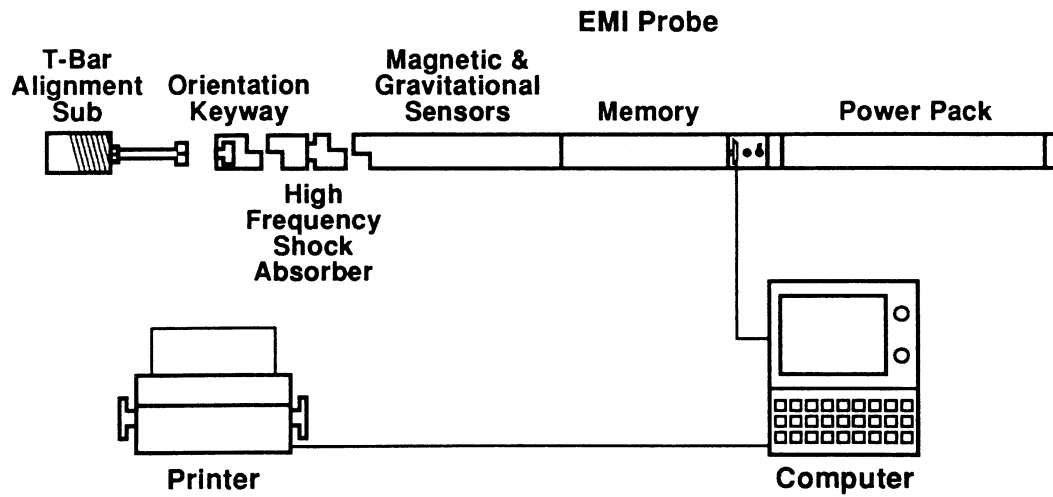 EMI Probe
T-Bar
Alignment
Sub
Orientation
Keyway
Magnetic &
Gravitational
Sensors
Memory
Power Pack
High
Frequency
Shock
Absorber
Printer
Computer